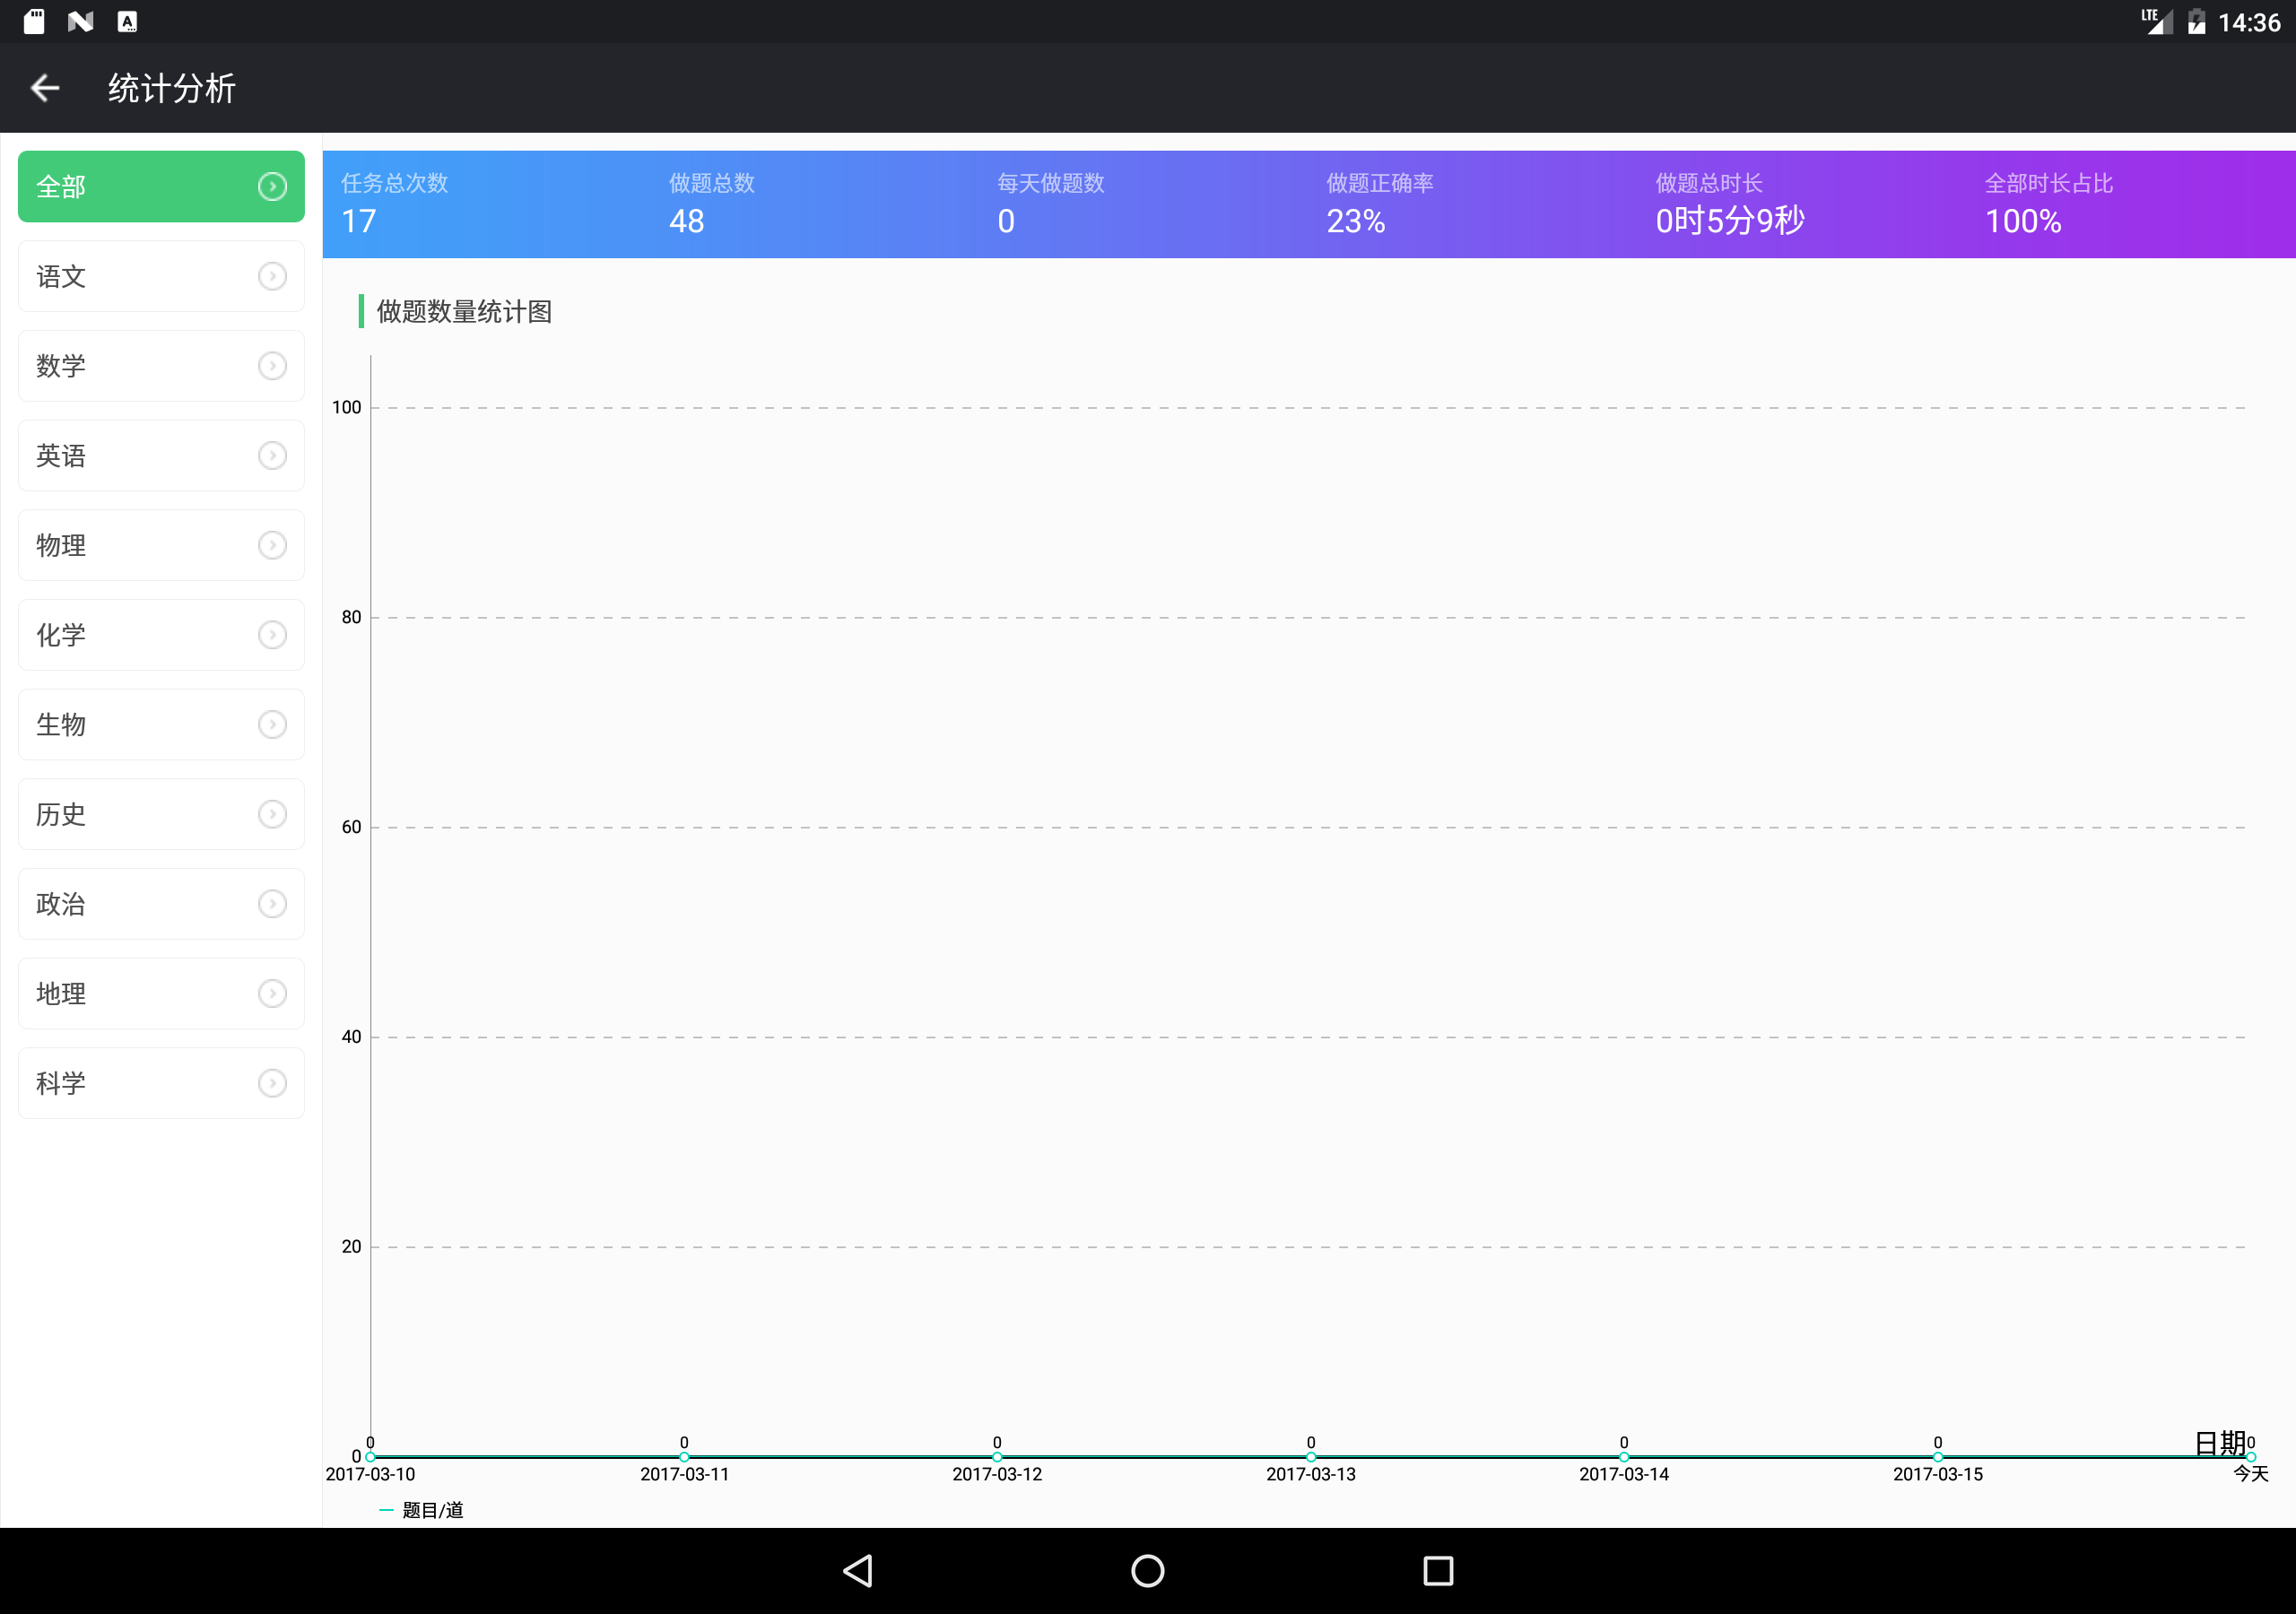 LTE 14:36
统计分析
全部
语文
数学
英语
物理
化学
生物
历史
政治
地理
科学
任务总次数 做题总数 每天做题数 做题正确率 做题总时长 全部时长占比
17 48 0 23% 0时5分9秒 100%
做题数量统计图
100
80
60
40
20
0
0 0 0 0 0 0 日期 0
2017-03-10 2017-03-11 2017-03-12 2017-03-13 2017-03-14 2017-03-15 今天
题目/道